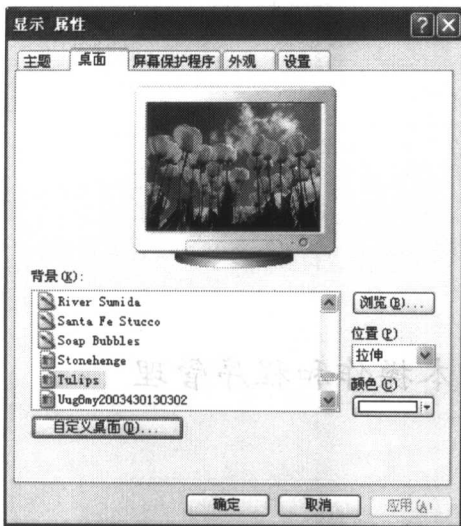 显示 属性
主题 桌面 屏幕保护程序 外观 设置
背景(K):
River Sumida
Santa Fe Stucco
Soap Bubbles
Stonehenge
Tulips
Uug8my2003430130302
浏览(B)...
位置(P)
拉伸
颜色(C)
自定义桌面(D)...
确定 取消 应用(A)